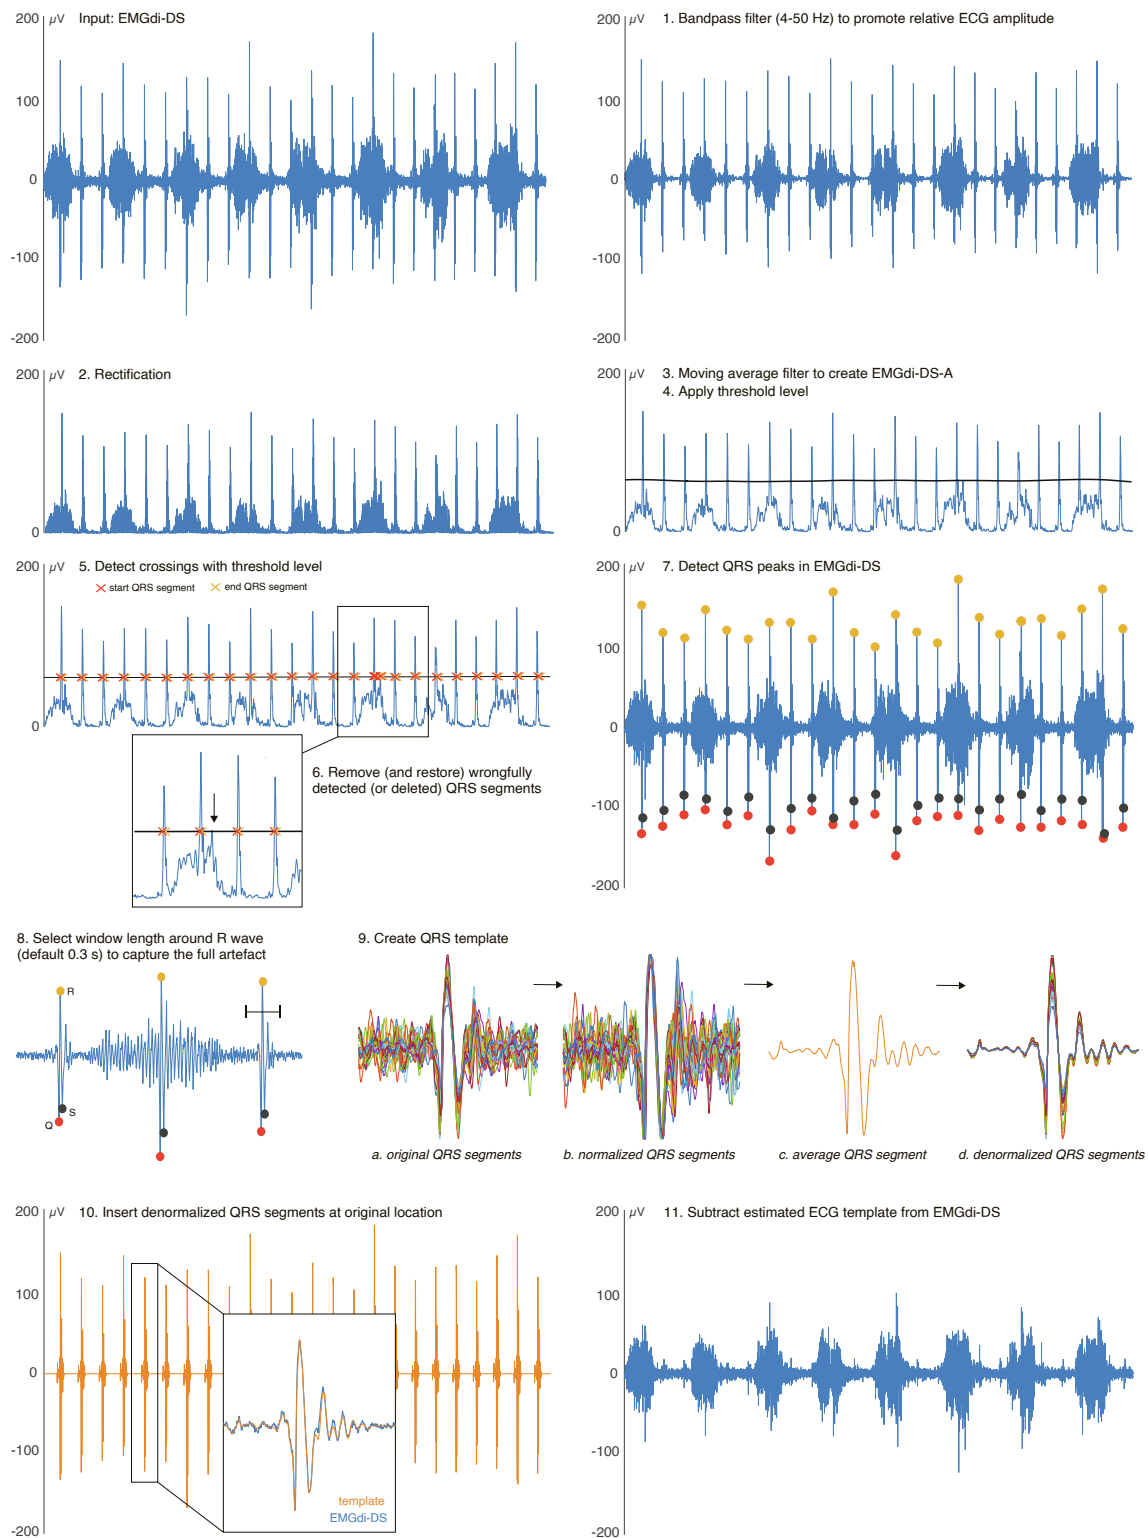 200 µV Input: EMGdi-DS
100
0
-100
-200
200 µV 1. Bandpass filter (4-50 Hz) to promote relative ECG amplitude
100
0
-100
-200
200 µV 2. Rectification
100
0
200 µV 3. Moving average filter to create EMGdi-DS-A
4. Apply threshold level
100
0
200 µV 5. Detect crossings with threshold level
start QRS segment end QRS segment
100
0
6. Remove (and restore) wrongfully
detected (or deleted) QRS segments
200 µV 7. Detect QRS peaks in EMGdi-DS
100
0
-100
-200
8. Select window length around R wave
(default 0.3 s) to capture the full artefact
R
S
Q
9. Create QRS template
a. original QRS segments
b. normalized QRS segments
c. average QRS segment
d. denormalized QRS segments
200 µV 10. Insert denormalized QRS segments at original location
100
0
-100
-200
template
EMGdi-DS
200 µV 11. Subtract estimated ECG template from EMGdi-DS
100
0
-100
-200